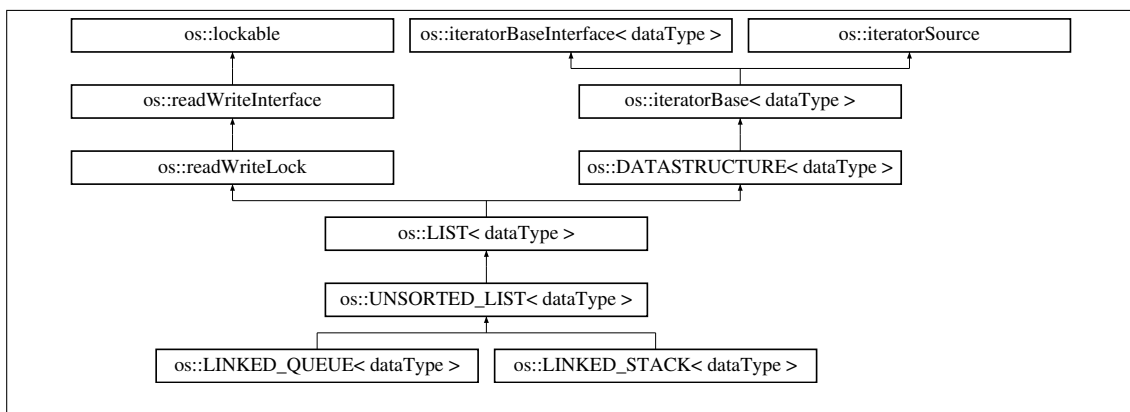 os::lockable
os::iteratorBaseInterface< dataType >
os::iteratorSource
os::readWriteInterface
os::iteratorBase< dataType >
os::readWriteLock
os::DATASTRUCTURE< dataType >
os::LIST< dataType >
os::UNSORTED_LIST< dataType >
os::LINKED_QUEUE< dataType >
os::LINKED_STACK< dataType >